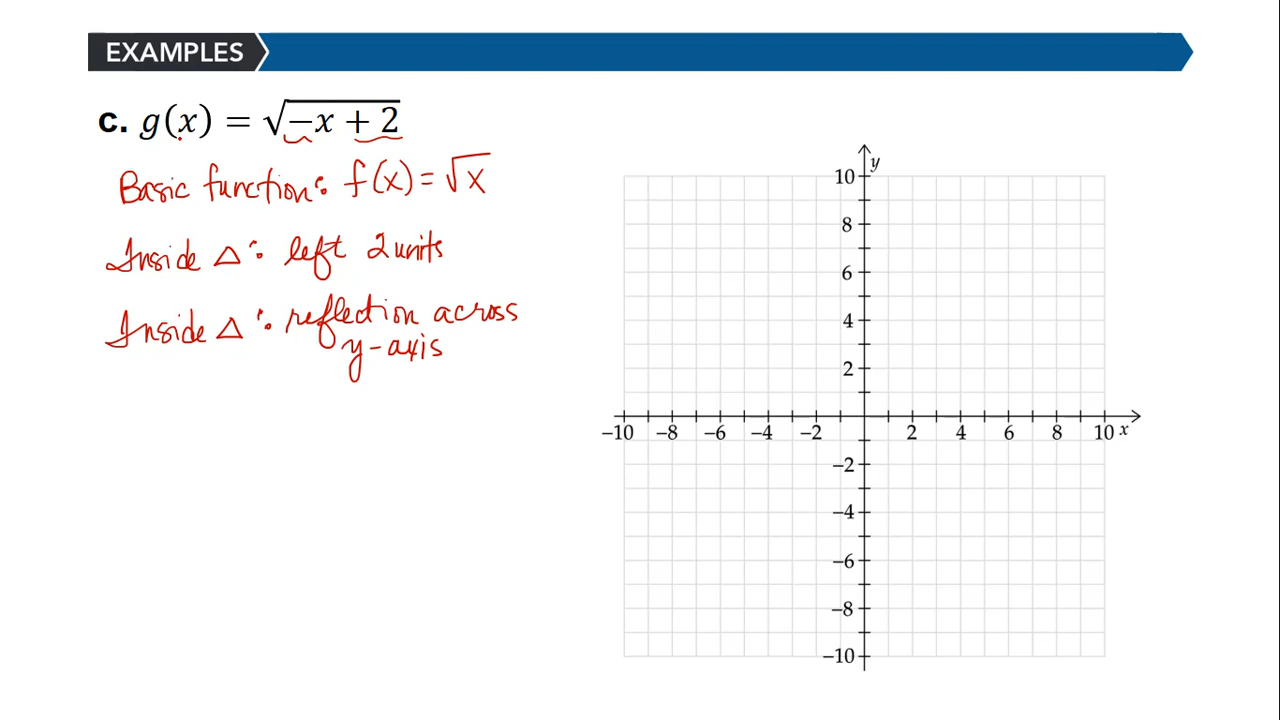 EXAMPLES
c. g(x) = √(−x + 2)
Basic function: f(x) = √x
Inside Δ: left 2 units
Inside Δ: reflection across
y-axis
y
10
8
6
4
2
−10 −8 −6 −4 −2 2 4 6 8 10 x
−2
−4
−6
−8
−10